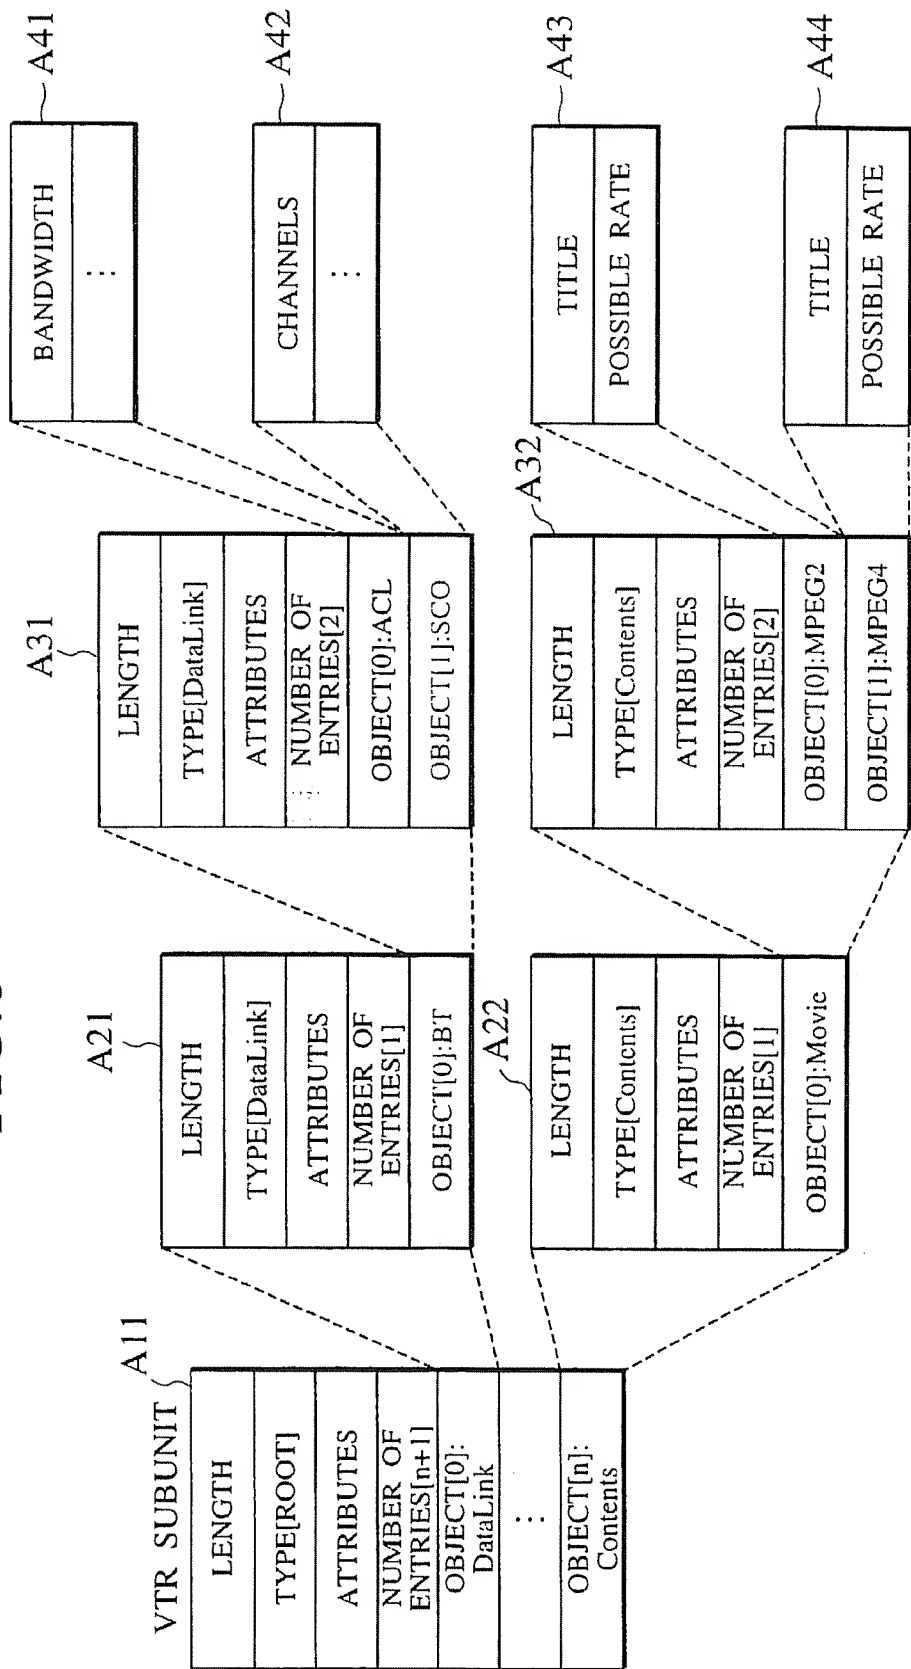 VTR SUBUNIT
A11
LENGTH
TYPE[ROOT]
ATTRIBUTES
NUMBER OF
ENTRIES[n+1]
OBJECT[0]:
DataLink
⋮
OBJECT[n]:
Contents
A21
LENGTH
TYPE[DataLink]
ATTRIBUTES
NUMBER OF
ENTRIES[1]
OBJECT[0]:BT
A22
LENGTH
TYPE[Contents]
ATTRIBUTES
NUMBER OF
ENTRIES[1]
OBJECT[0]:Movie
A31
LENGTH
TYPE[DataLink]
ATTRIBUTES
NUMBER OF
ENTRIES[2]
OBJECT[0]:ACL
OBJECT[1]:SCO
A32
LENGTH
TYPE[Contents]
ATTRIBUTES
NUMBER OF
ENTRIES[2]
OBJECT[0]:MPEG2
OBJECT[1]:MPEG4
A41
BANDWIDTH
⋮
A42
CHANNELS
⋮
A43
TITLE
POSSIBLE RATE
A44
TITLE
POSSIBLE RATE